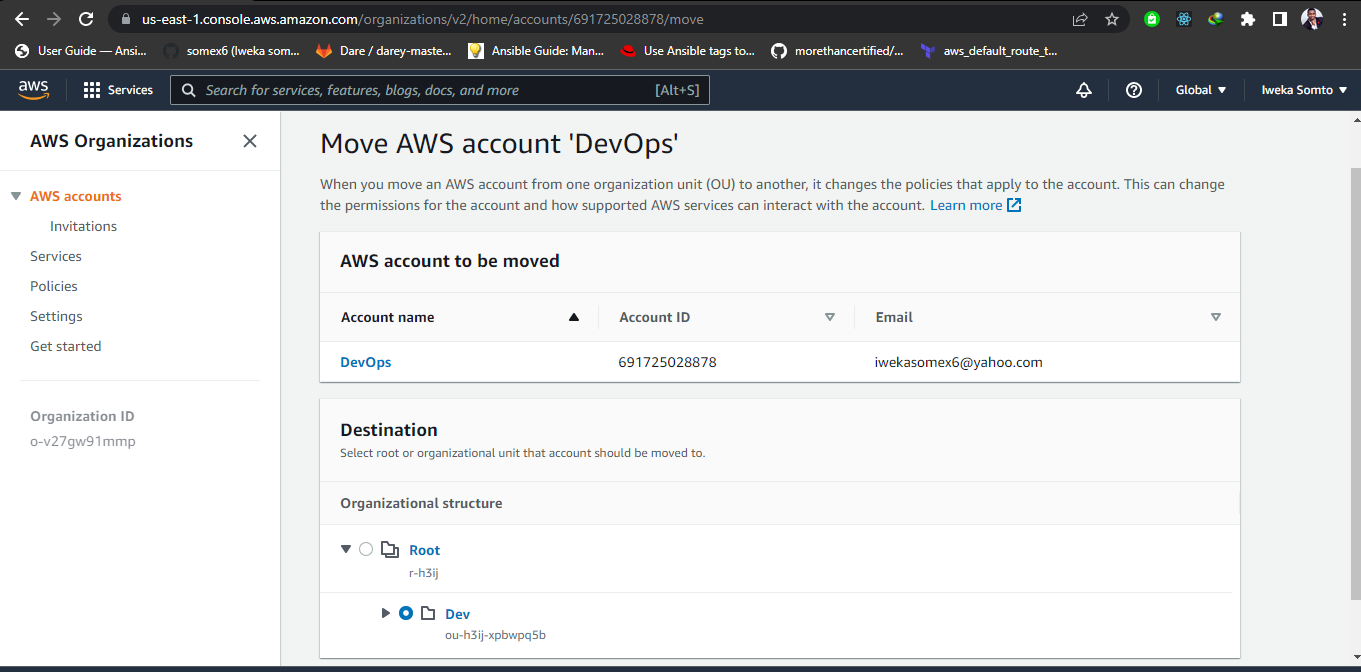 us-east-1.console.aws.amazon.com/organizations/v2/home/accounts/691725028878/move
User Guide — Ansi... somex6 (Iweka som... Dare / darey-maste... Ansible Guide: Man... Use Ansible tags to... morethancertified/... aws_default_route_t...
aws Services Search for services, features, blogs, docs, and more [Alt+S] Global Iweka Somto
AWS Organizations
AWS accounts
Invitations
Services
Policies
Settings
Get started
Organization ID
o-v27gw91mmp
Move AWS account 'DevOps'
When you move an AWS account from one organization unit (OU) to another, it changes the policies that apply to the account. This can change
the permissions for the account and how supported AWS services can interact with the account. Learn more
AWS account to be moved
Account name Account ID Email
DevOps 691725028878 iwekasomex6@yahoo.com
Destination
Select root or organizational unit that account should be moved to.
Organizational structure
Root
r-h3ij
Dev
ou-h3ij-xpbwpq5b